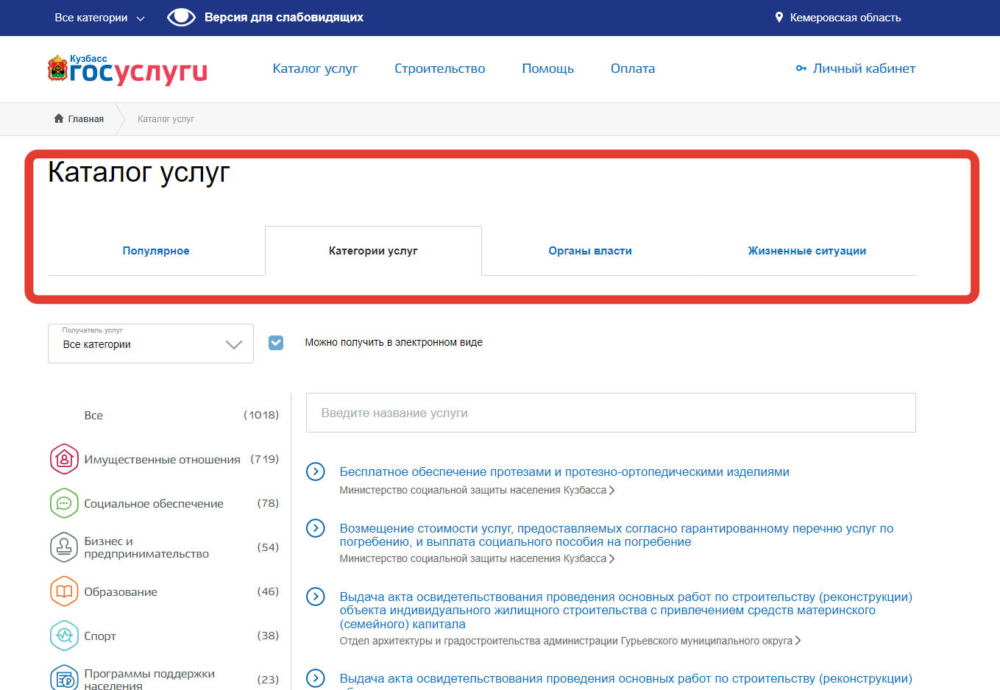 Все категории
Версия для слабовидящих
Кемеровская область
Кузбасс
госуслуги
Каталог услуг
Строительство
Помощь
Оплата
Личный кабинет
Главная
Каталог услуг
Каталог услуг
Популярное
Категории услуг
Органы власти
Жизненные ситуации
Получатель услуг
Все категории
Можно получить в электронном виде
Все (1018)
Имущественные отношения (719)
Социальное обеспечение (78)
Бизнес и
предпринимательство (54)
Образование (46)
Спорт (38)
Программы поддержки
населения (23)
Введите название услуги
Бесплатное обеспечение протезами и протезно-ортопедическими изделиями
Министерство социальной защиты населения Кузбасса
Возмещение стоимости услуг, предоставляемых согласно гарантированному перечню услуг по
погребению, и выплата социального пособия на погребение
Министерство социальной защиты населения Кузбасса
Выдача акта освидетельствования проведения основных работ по строительству (реконструкции)
объекта индивидуального жилищного строительства с привлечением средств материнского
(семейного) капитала
Отдел архитектуры и градостроительства администрации Гурьевского муниципального округа
Выдача акта освидетельствования проведения основных работ по строительству (реконструкции)